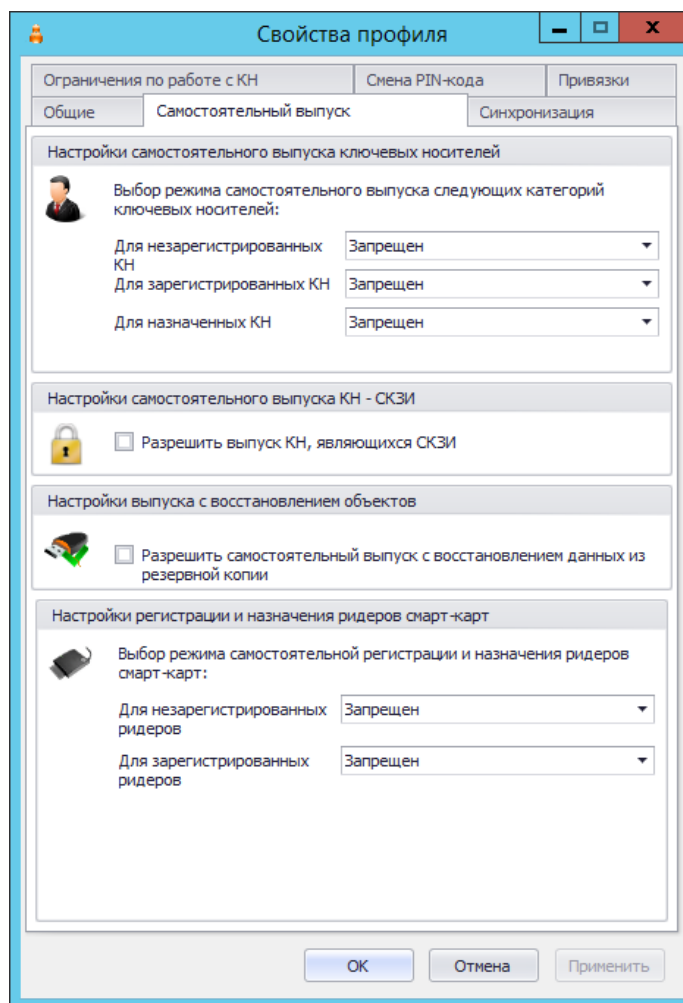 Свойства профиля
Ограничения по работе с КН
Смена PIN-кода
Привязки
Общие
Самостоятельный выпуск
Синхронизация
Настройки самостоятельного выпуска ключевых носителей
Выбор режима самостоятельного выпуска следующих категорий
ключевых носителей:
Для незарегистрированных
КН
Запрещен
Для зарегистрированных КН
Запрещен
Для назначенных КН
Запрещен
Настройки самостоятельного выпуска КН - СКЗИ
Разрешить выпуск КН, являющихся СКЗИ
Настройки выпуска с восстановлением объектов
Разрешить самостоятельный выпуск с восстановлением данных из
резервной копии
Настройки регистрации и назначения ридеров смарт-карт
Выбор режима самостоятельной регистрации и назначения ридеров
смарт-карт:
Для незарегистрированных
ридеров
Запрещен
Для зарегистрированных
ридеров
Запрещен
ОК
Отмена
Применить